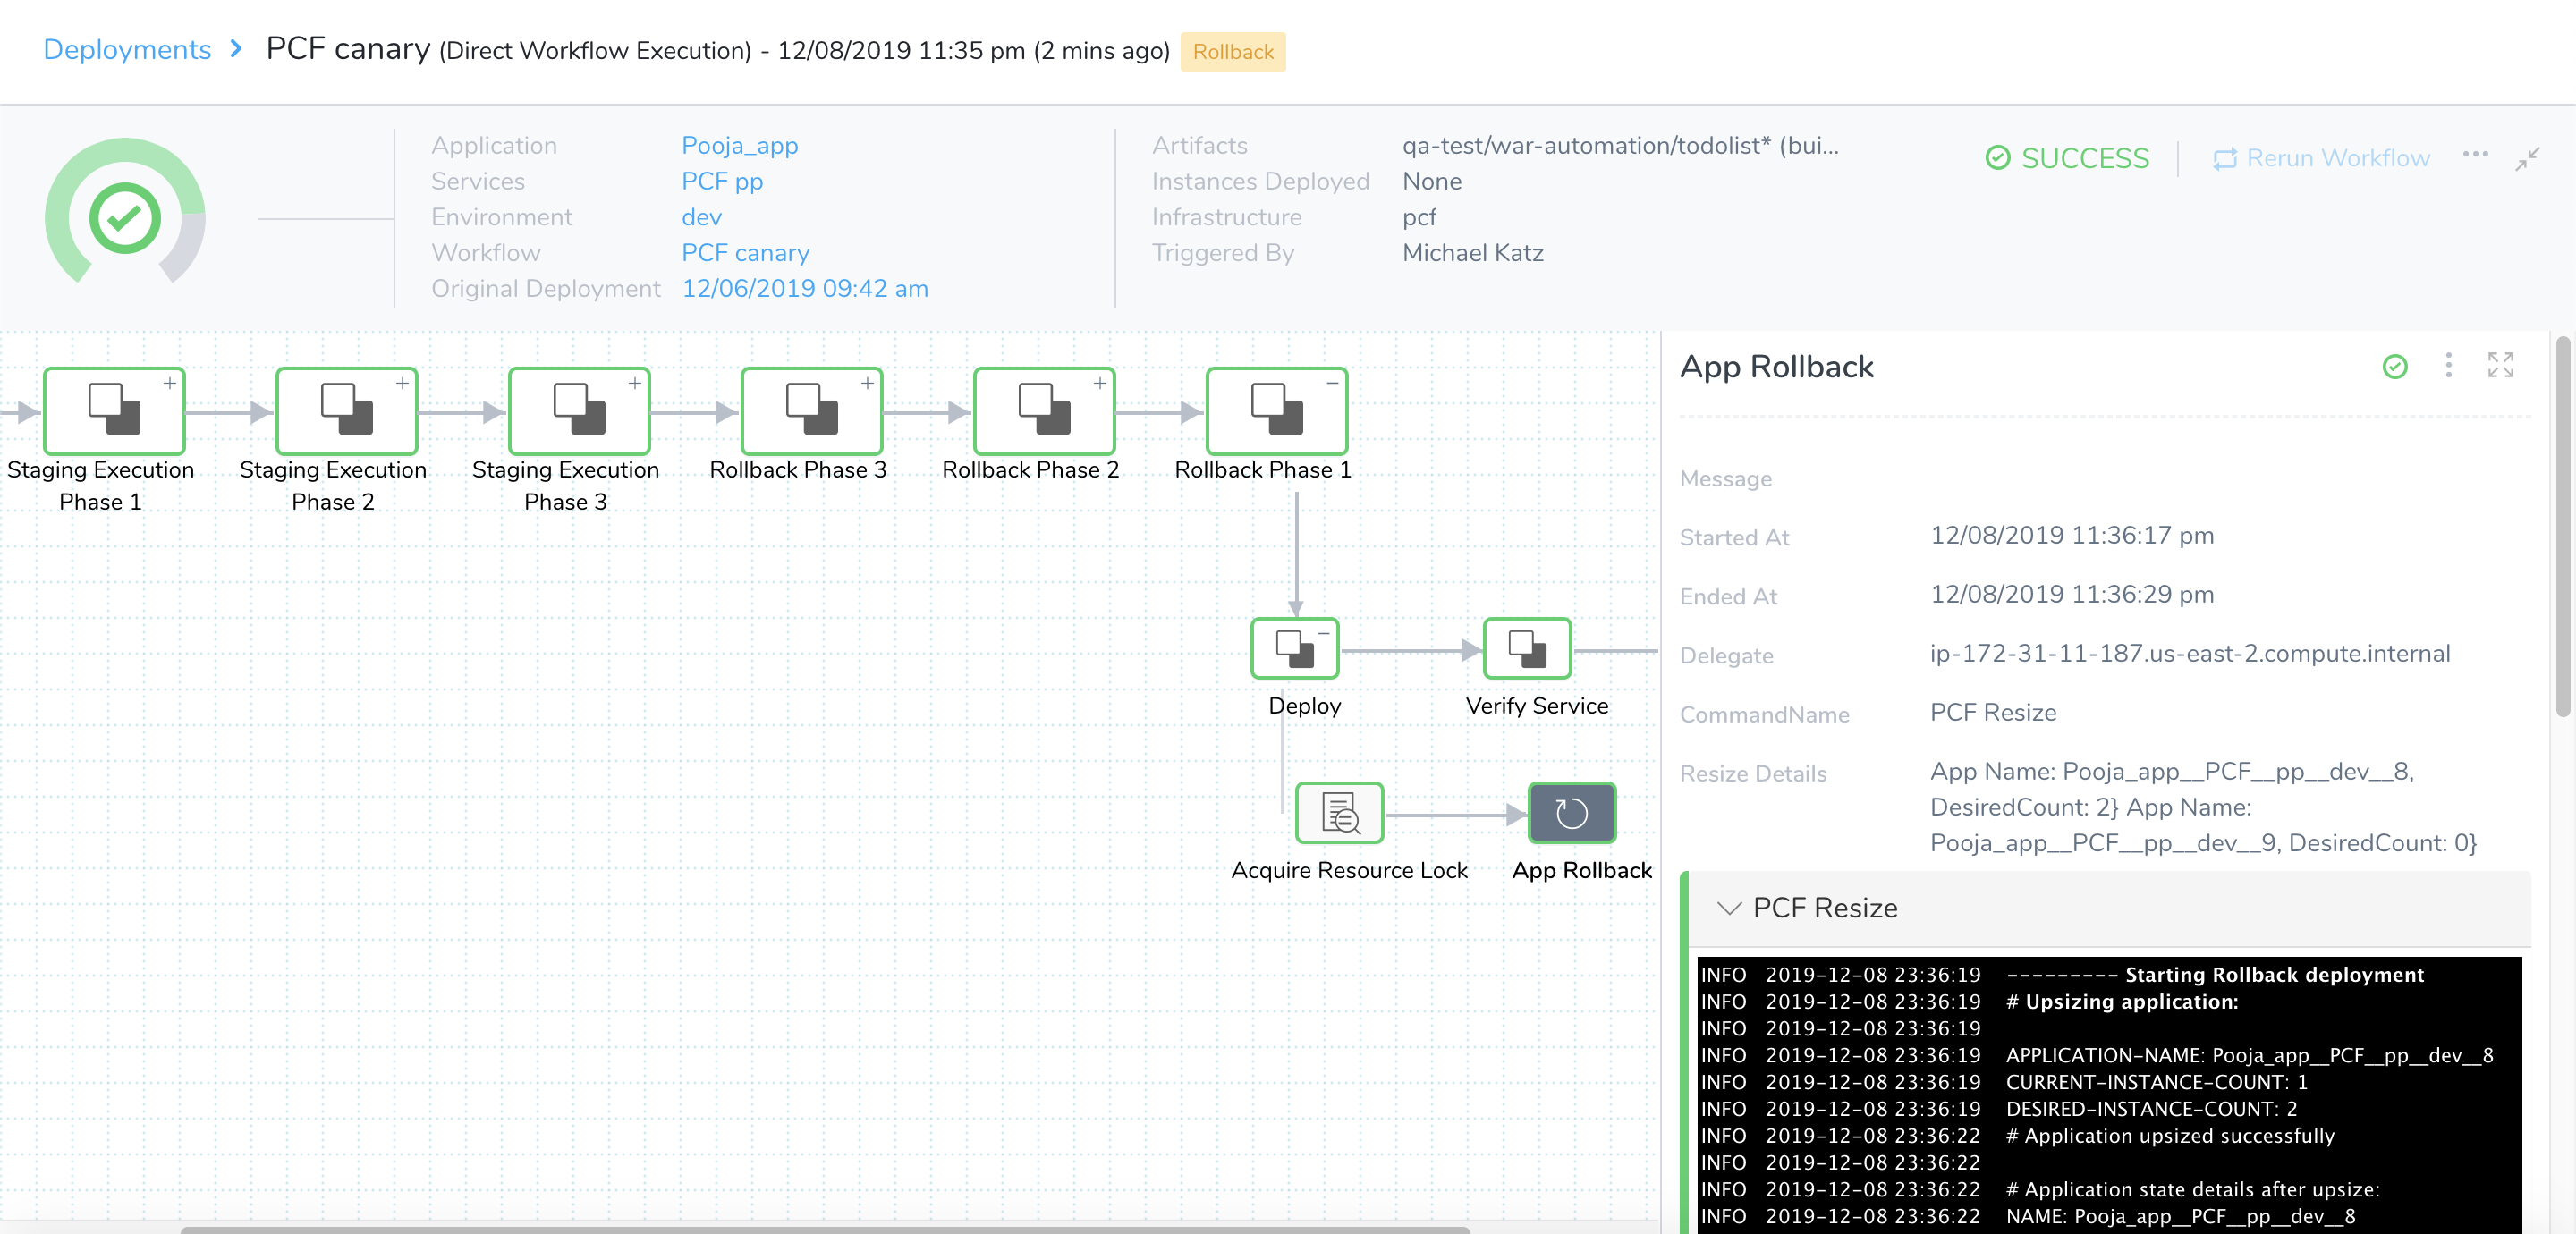 Deployments > PCF canary (Direct Workflow Execution) - 12/08/2019 11:35 pm (2 mins ago) Rollback
Application Pooja_app
Services PCF pp
Environment dev
Workflow PCF canary
Original Deployment 12/06/2019 09:42 am
Artifacts qa-test/war-automation/todolist* (bui...
Instances Deployed None
Infrastructure pcf
Triggered By Michael Katz
SUCCESS
Rerun Workflow
Staging Execution
Phase 1
Staging Execution
Phase 2
Staging Execution
Phase 3
Rollback Phase 3
Rollback Phase 2
Rollback Phase 1
Deploy
Verify Service
Acquire Resource Lock
App Rollback
App Rollback
Message
Started At 12/08/2019 11:36:17 pm
Ended At 12/08/2019 11:36:29 pm
Delegate ip-172-31-11-187.us-east-2.compute.internal
CommandName PCF Resize
Resize Details App Name: Pooja_app__PCF__pp__dev__8,
DesiredCount: 2} App Name:
Pooja_app__PCF__pp__dev__9, DesiredCount: 0}
PCF Resize
INFO 2019-12-08 23:36:19 --------- Starting Rollback deployment
INFO 2019-12-08 23:36:19 # Upsizing application:
INFO 2019-12-08 23:36:19
INFO 2019-12-08 23:36:19 APPLICATION-NAME: Pooja_app__PCF__pp__dev__8
INFO 2019-12-08 23:36:19 CURRENT-INSTANCE-COUNT: 1
INFO 2019-12-08 23:36:19 DESIRED-INSTANCE-COUNT: 2
INFO 2019-12-08 23:36:22 # Application upsized successfully
INFO 2019-12-08 23:36:22
INFO 2019-12-08 23:36:22 # Application state details after upsize:
INFO 2019-12-08 23:36:22 NAME: Pooja_app__PCF__pp__dev__8